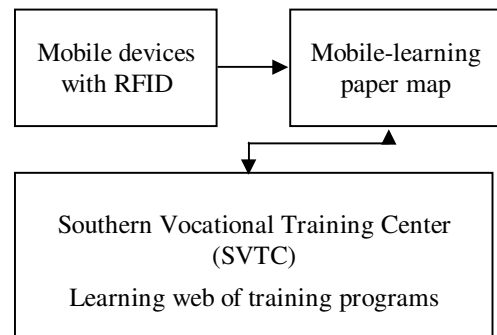 Mobile devices
with RFID
Mobile-learning
paper map
Southern Vocational Training Center
(SVTC)
Learning web of training programs